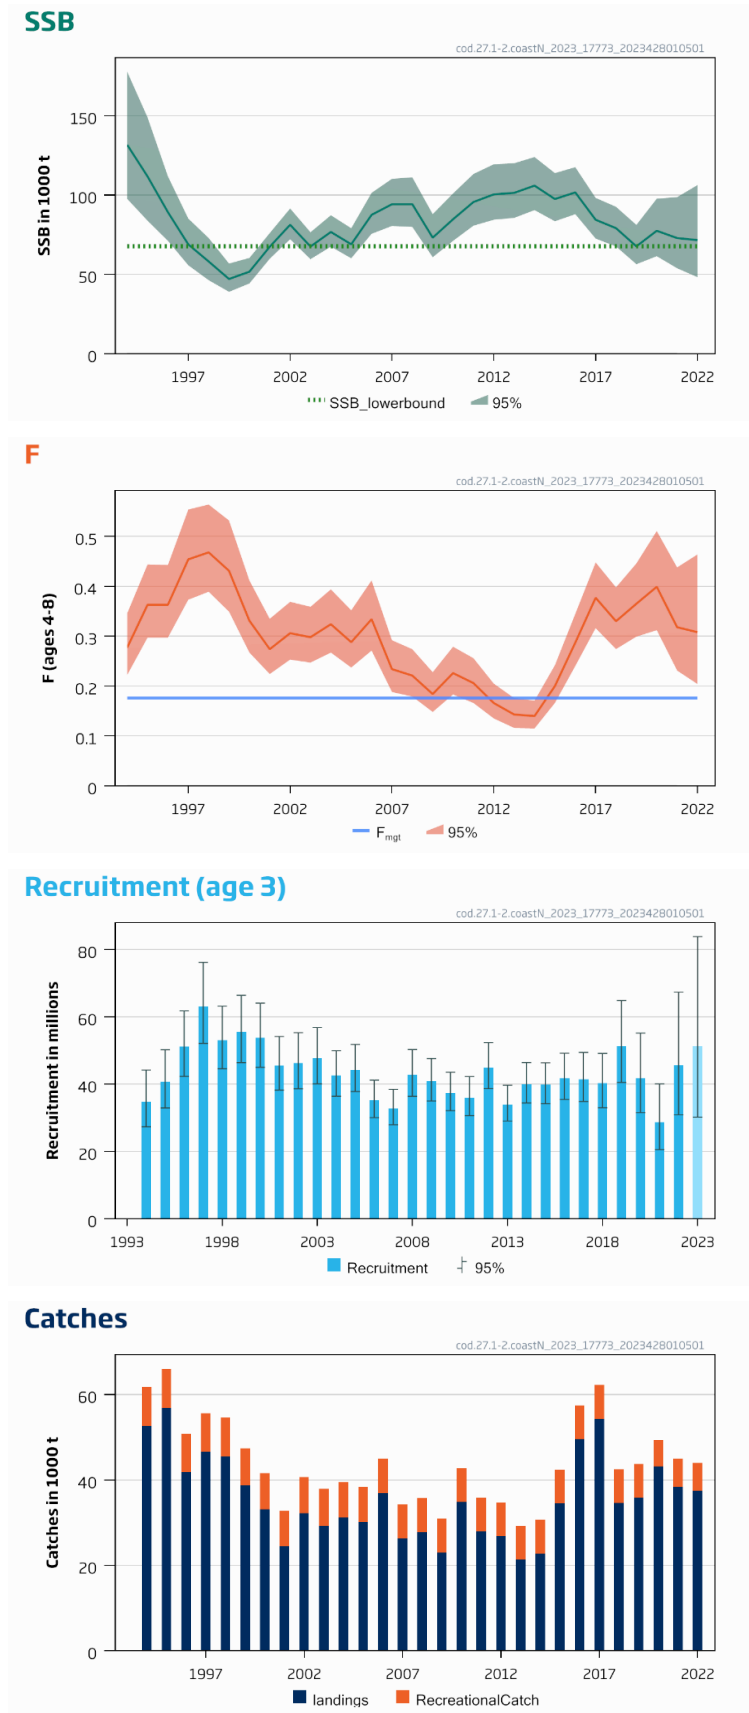 SSB
cod.27.1-2.coastN_2023_17773_2023428010501
SSB in 1000 t
150
100
50
0
1997 2002 2007 2012 2017 2022
SSB_lowerbound 95%
F
cod.27.1-2.coastN_2023_17773_2023428010501
F (ages 4-8)
0.5
0.4
0.3
0.2
0.1
0
1997 2002 2007 2012 2017 2022
Fmgt 95%
Recruitment (age 3)
cod.27.1-2.coastN_2023_17773_2023428010501
Recruitment in millions
80
60
40
20
0
1993 1998 2003 2008 2013 2018 2023
Recruitment 95%
Catches
cod.27.1-2.coastN_2023_17773_2023428010501
Catches in 1000 t
60
40
20
0
1997 2002 2007 2012 2017 2022
landings RecreationalCatch